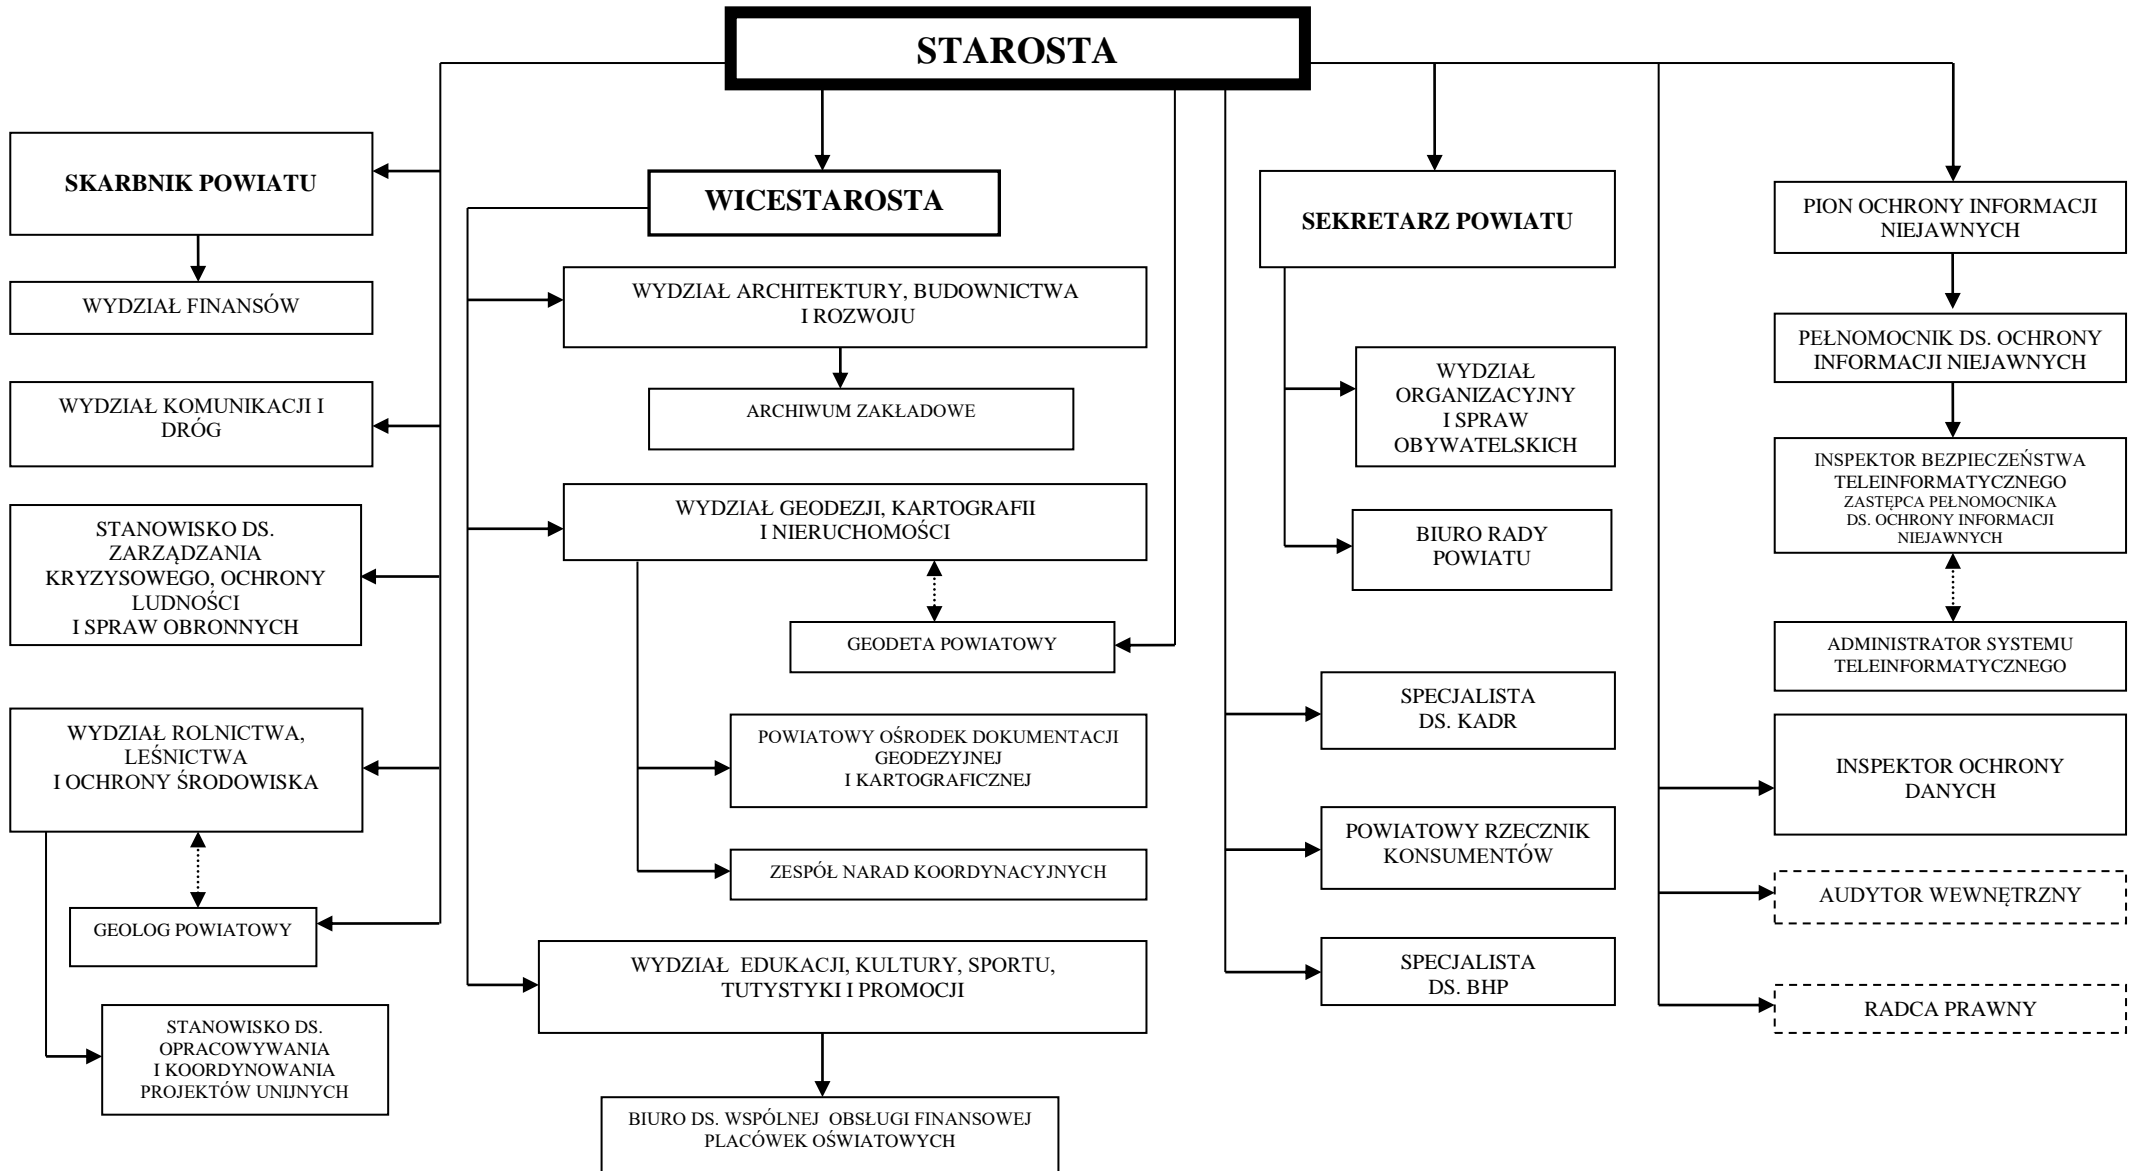 STAROSTA
SKARBNIK POWIATU
WYDZIAŁ FINANSÓW
WYDZIAŁ KOMUNIKACJI I
DRÓG
STANOWISKO DS.
ZARZĄDZANIA
KRYZYSOWEGO, OCHRONY
LUDNOŚCI
I SPRAW OBRONNYCH
WYDZIAŁ ROLNICTWA,
LEŚNICTWA
I OCHRONY ŚRODOWISKA
GEOLOG POWIATOWY
STANOWISKO DS.
OPRACOWYWANIA
I KOORDYNOWANIA
PROJEKTÓW UNIJNYCH
WICESTAROSTA
WYDZIAŁ ARCHITEKTURY, BUDOWNICTWA
I ROZWOJU
ARCHIWUM ZAKŁADOWE
WYDZIAŁ GEODEZJI, KARTOGRAFII
I NIERUCHOMOŚCI
GEODETA POWIATOWY
POWIATOWY OŚRODEK DOKUMENTACJI
GEODEZYJNEJ
I KARTOGRAFICZNEJ
ZESPÓŁ NARAD KOORDYNACYJNYCH
WYDZIAŁ EDUKACJI, KULTURY, SPORTU,
TUTYSTYKI I PROMOCJI
BIURO DS. WSPÓLNEJ OBSŁUGI FINANSOWEJ
PLACÓWEK OŚWIATOWYCH
SEKRETARZ POWIATU
WYDZIAŁ
ORGANIZACYJNY
I SPRAW
OBYWATELSKICH
BIURO RADY
POWIATU
SPECJALISTA
DS. KADR
POWIATOWY RZECZNIK
KONSUMENTÓW
SPECJALISTA
DS. BHP
PION OCHRONY INFORMACJI
NIEJAWNYCH
PEŁNOMOCNIK DS. OCHRONY
INFORMACJI NIEJAWNYCH
INSPEKTOR BEZPIECZEŃSTWA
TELEINFORMATYCZNEGO
ZASTĘPCA PEŁNOMOCNIKA
DS. OCHRONY INFORMACJI
NIEJAWNYCH
ADMINISTRATOR SYSTEMU
TELEINFORMATYCZNEGO
INSPEKTOR OCHRONY
DANYCH
AUDYTOR WEWNĘTRZNY
RADCA PRAWNY